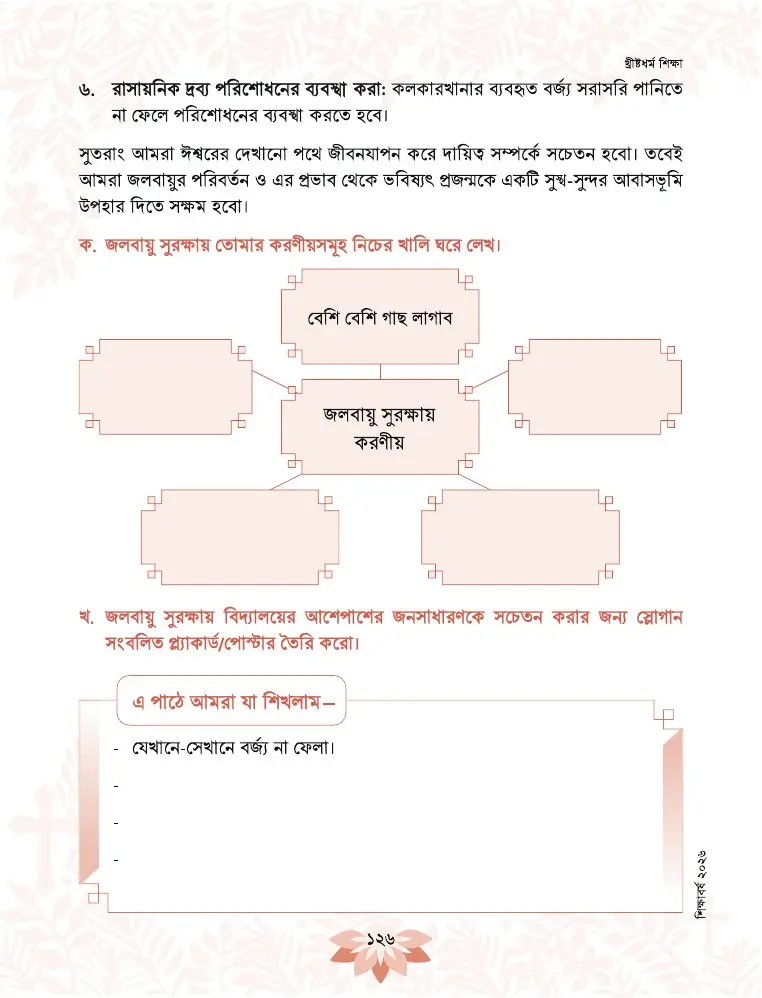 খ্রীষ্টধর্ম শিক্ষা
৬. রাসায়নিক দ্রব্য পরিশোধনের ব্যবস্থা করা: কলকারখানার ব্যবহৃত বর্জ্য সরাসরি পানিতে
না ফেলে পরিশোধনের ব্যবস্থা করতে হবে।
সুতরাং আমরা ঈশ্বরের দেখানো পথে জীবনযাপন করে দায়িত্ব সম্পর্কে সচেতন হবো। তবেই
আমরা জলবায়ুর পরিবর্তন ও এর প্রভাব থেকে ভবিষ্যৎ প্রজন্মকে একটি সুস্থ-সুন্দর আবাসভূমি
উপহার দিতে সক্ষম হবো।
ক. জলবায়ু সুরক্ষায় তোমার করণীয়সমূহ নিচের খালি ঘরে লেখ।
বেশি বেশি গাছ লাগাব
জলবায়ু সুরক্ষায়
করণীয়
খ. জলবায়ু সুরক্ষায় বিদ্যালয়ের আশেপাশের জনসাধারণকে সচেতন করার জন্য স্লোগান
সংবলিত প্ল্যাকার্ড/পোস্টার তৈরি করো।
এ পাঠে আমরা যা শিখলাম–
- যেখানে-সেখানে বর্জ্য না ফেলা।
-
-
-
শিক্ষাবর্ষ ২০২৬
১২৬